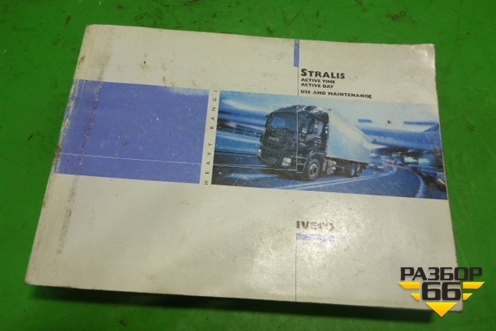 STRALIS
ACTIVE TIME
ACTIVE DAY
USE AND MAINTENANCE
HEAVY RANGE
IVECO
РАЗБОР
66